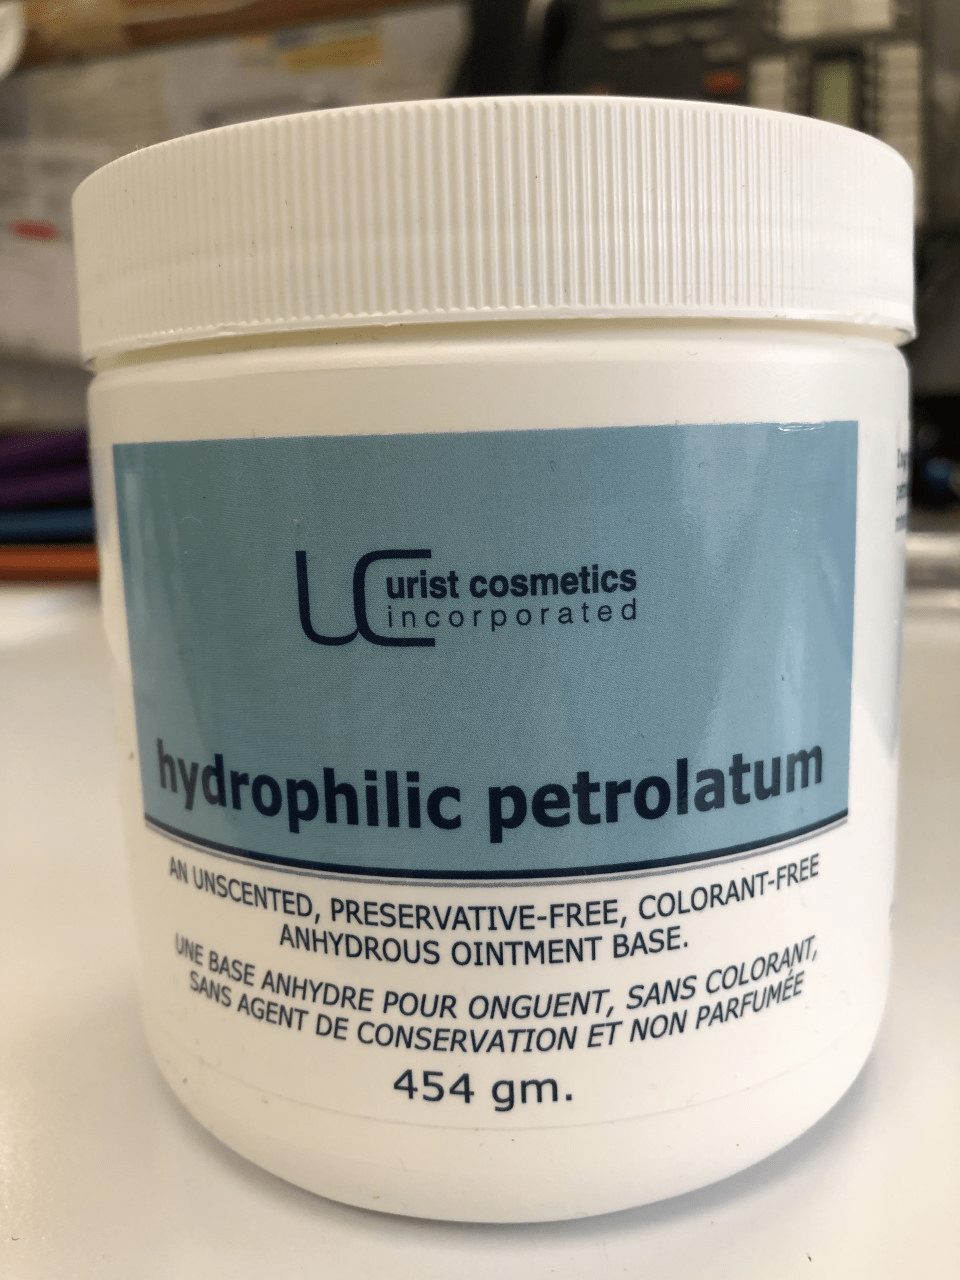 UC
urist cosmetics
incorporated
hydrophilic petrolatum
AN UNSCENTED, PRESERVATIVE-FREE, COLORANT-FREE
ANHYDROUS OINTMENT BASE.
UNE BASE ANHYDRE POUR ONGUENT, SANS COLORANT,
SANS AGENT DE CONSERVATION ET NON PARFUMÉE
454 gm.